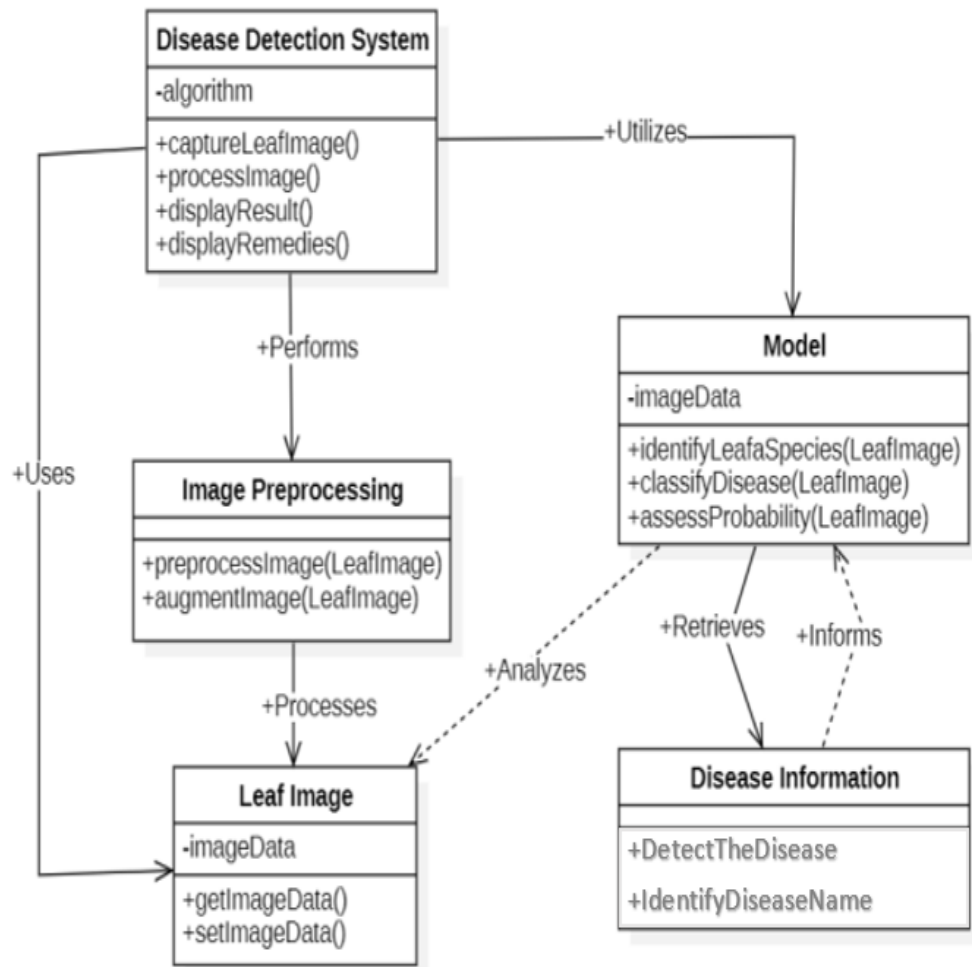 Disease Detection System
-algorithm
+captureLeafImage()
+processImage()
+displayResult()
+displayRemedies()
+Utilizes
+Performs
+Uses
Model
-imageData
+identifyLeafaSpecies(LeafImage)
+classifyDisease(LeafImage)
+assessProbability(LeafImage)
Image Preprocessing
+preprocessImage(LeafImage)
+augmentImage(LeafImage)
+Retrieves
+Informs
+Analyzes
+Processes
Leaf Image
-imageData
+getImageData()
+setImageData()
Disease Information
+DetectTheDisease
+IdentifyDiseaseName